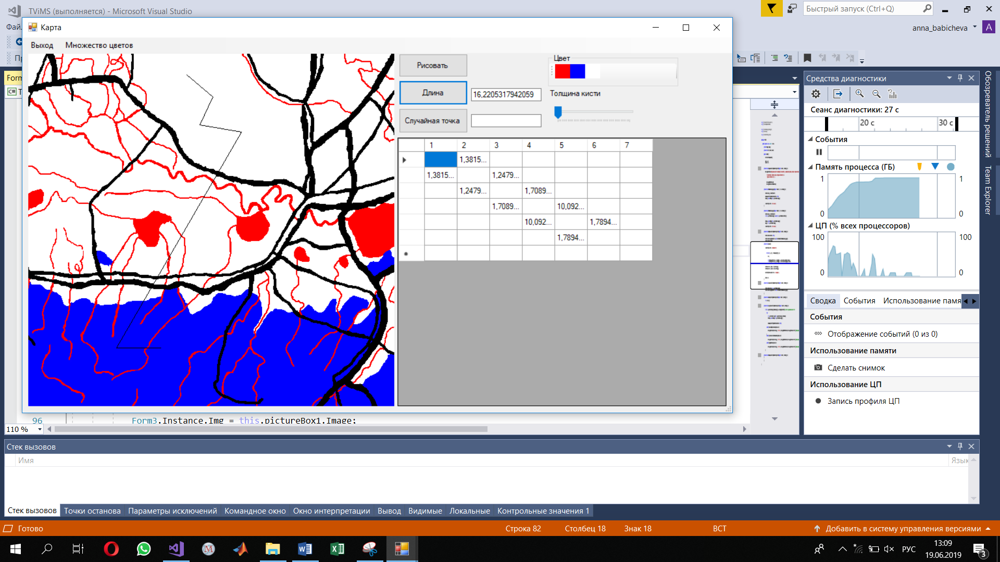 TViMS (выполняется) - Microsoft Visual Studio
Быстрый запуск (Ctrl+Q)
anna_babicheva
A
Карта
Выход Множество цветов
Form
Рисовать
Длина
16,2205317942059
Случайная точка
Цвет
Толщина кисти
1 2 3 4 5 6 7
1,3815...
1,3815... 1,2479...
1,2479... 1,7089...
1,7089... 10,092...
10,092... 1,7894...
1,7894...
Средства диагностики
Сеанс диагностики: 27 с
20 с 30 с
События
Память процесса (ГБ)
1 1
0 0
ЦП (% всех процессоров)
100 100
0 0
Сводка События Использование памя
События
Отображение событий (0 из 0)
Использование памяти
Сделать снимок
Использование ЦП
Запись профиля ЦП
Обозреватель решений
Team Explorer
96 Form3.Instance.Img = this.pictureBox1.Image;
110 %
Стек вызовов
Имя
Язык
Стек вызовов Точки останова Параметры исключений Командное окно Окно интерпретации Вывод Видимые Локальные Контрольные значения 1
Готово Строка 82 Столбец 18 Знак 18 ВСТ Добавить в систему управления версиями
РУС
13:09
19.06.2019
3